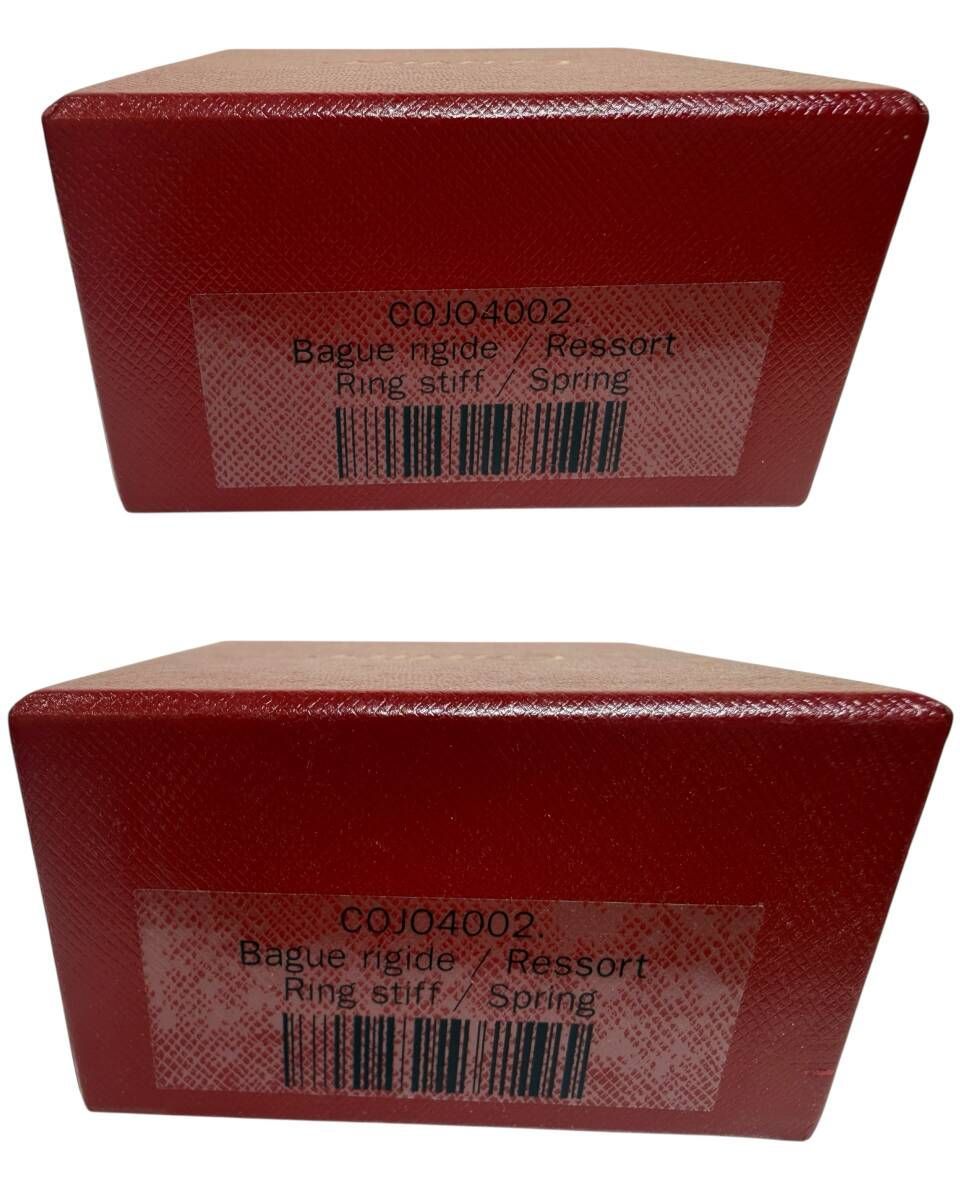 COJO4002.
Bague rigide / Ressort
Ring stiff / Spring
COJO4002.
Bague rigide / Ressort
Ring stiff / Spring